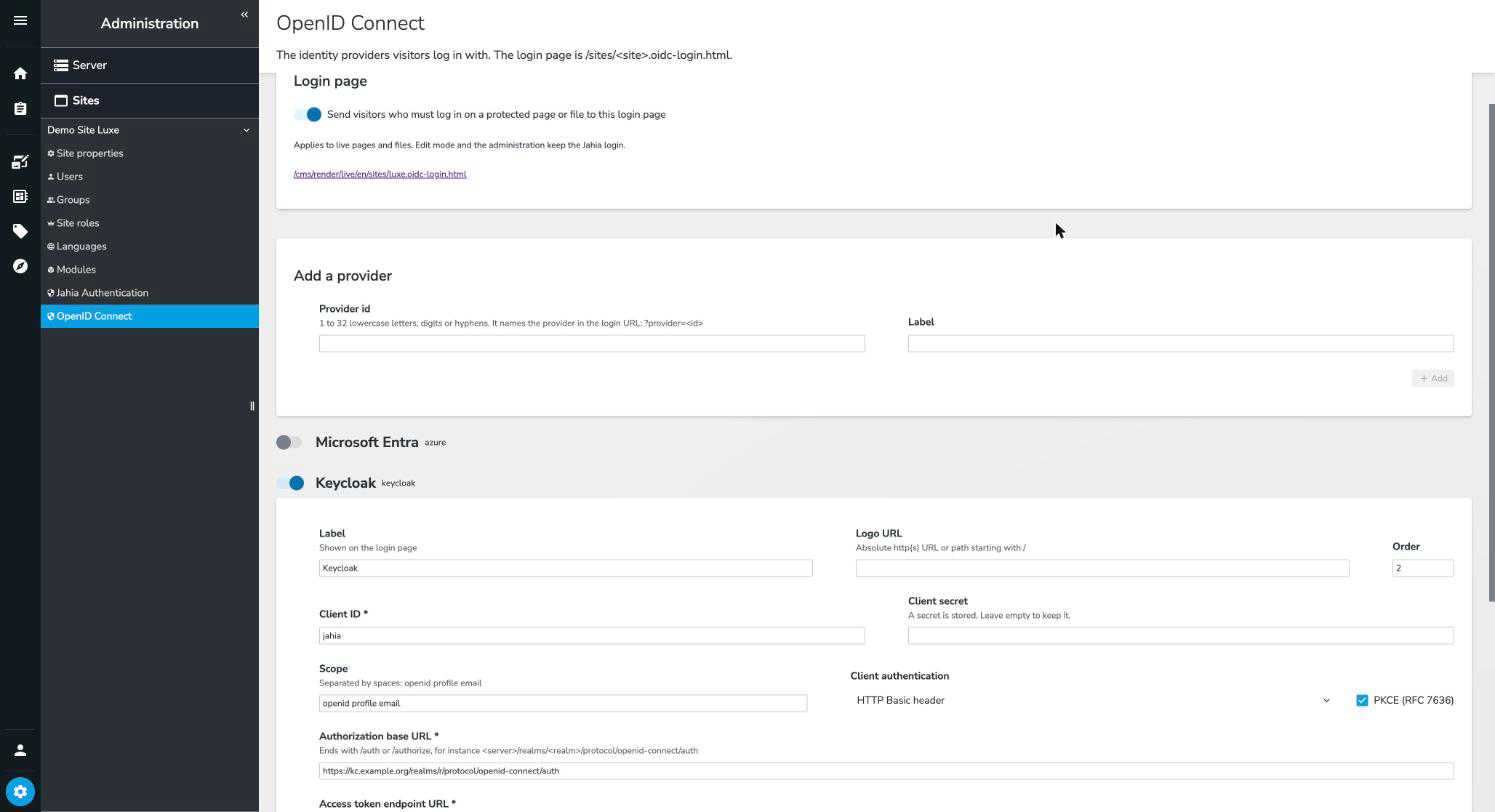 Administration
Server
Sites
Demo Site Luxe
Site properties
Users
Groups
Site roles
Languages
Modules
Jahia Authentication
OpenID Connect
OpenID Connect
The identity providers visitors log in with. The login page is /sites/<site>.oidc-login.html.
Login page
Send visitors who must log in on a protected page or file to this login page
Applies to live pages and files. Edit mode and the administration keep the Jahia login.
/cms/render/live/en/sites/luxe.oidc-login.html
Add a provider
Provider id
1 to 32 lowercase letters, digits or hyphens. It names the provider in the login URL: ?provider=<id>
Label
+ Add
Microsoft Entra azure
Keycloak keycloak
Label
Shown on the login page
Keycloak
Logo URL
Absolute http(s) URL or path starting with /
Order
2
Client ID *
jahia
Client secret
A secret is stored. Leave empty to keep it.
Scope
Separated by spaces: openid profile email
openid profile email
Client authentication
HTTP Basic header
PKCE (RFC 7636)
Authorization base URL *
Ends with /auth or /authorize, for instance <server>/realms/<realm>/protocol/openid-connect/auth
https://kc.example.org/realms/r/protocol/openid-connect/auth
Access token endpoint URL *